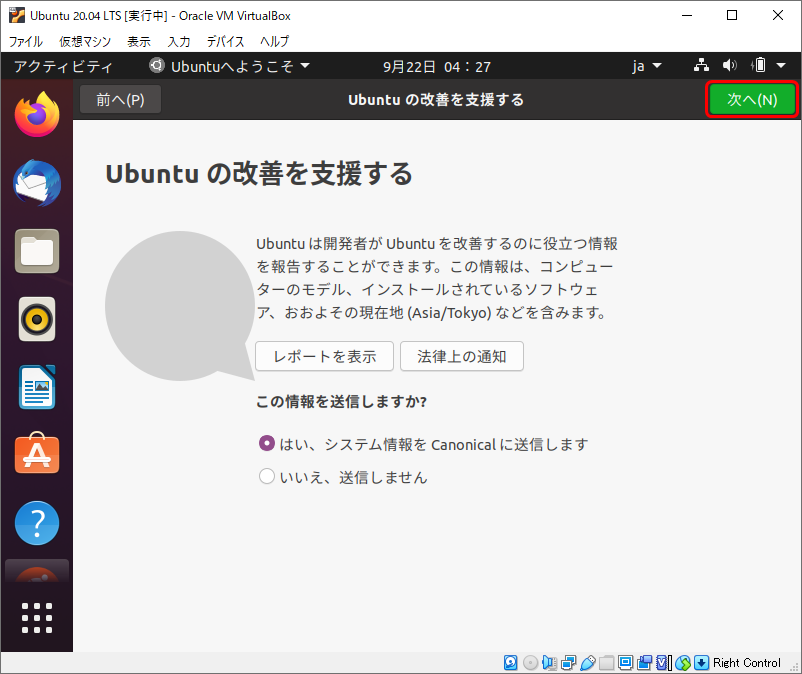 Ubuntu 20.04 LTS [実行中] - Oracle VM VirtualBox
ファイル 仮想マシン 表示 入力 デバイス ヘルプ
アクティビティ Ubuntuへようこそ 9月22日 04：27 ja
前へ(P) Ubuntu の改善を支援する 次へ(N)
Ubuntu の改善を支援する
Ubuntu は開発者が Ubuntu を改善するのに役立つ情報
を報告することができます。この情報は、コンピュー
ターのモデル、インストールされているソフトウェ
ア、おおよその現在地 (Asia/Tokyo) などを含みます。
レポートを表示 法律上の通知
この情報を送信しますか?
はい、システム情報を Canonical に送信します
いいえ、送信しません
Right Control